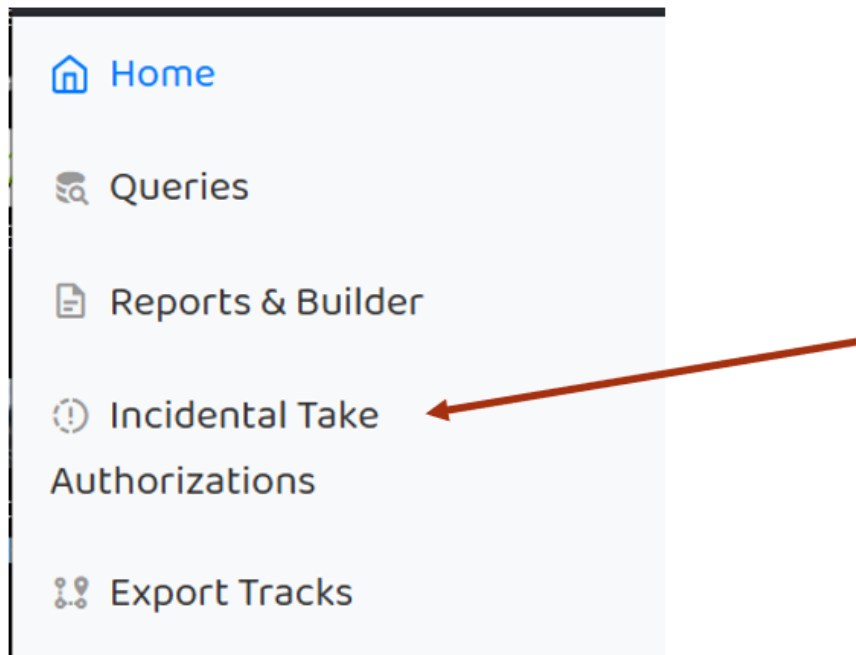 Home
Queries
Reports & Builder
Incidental Take
Authorizations
Export Tracks